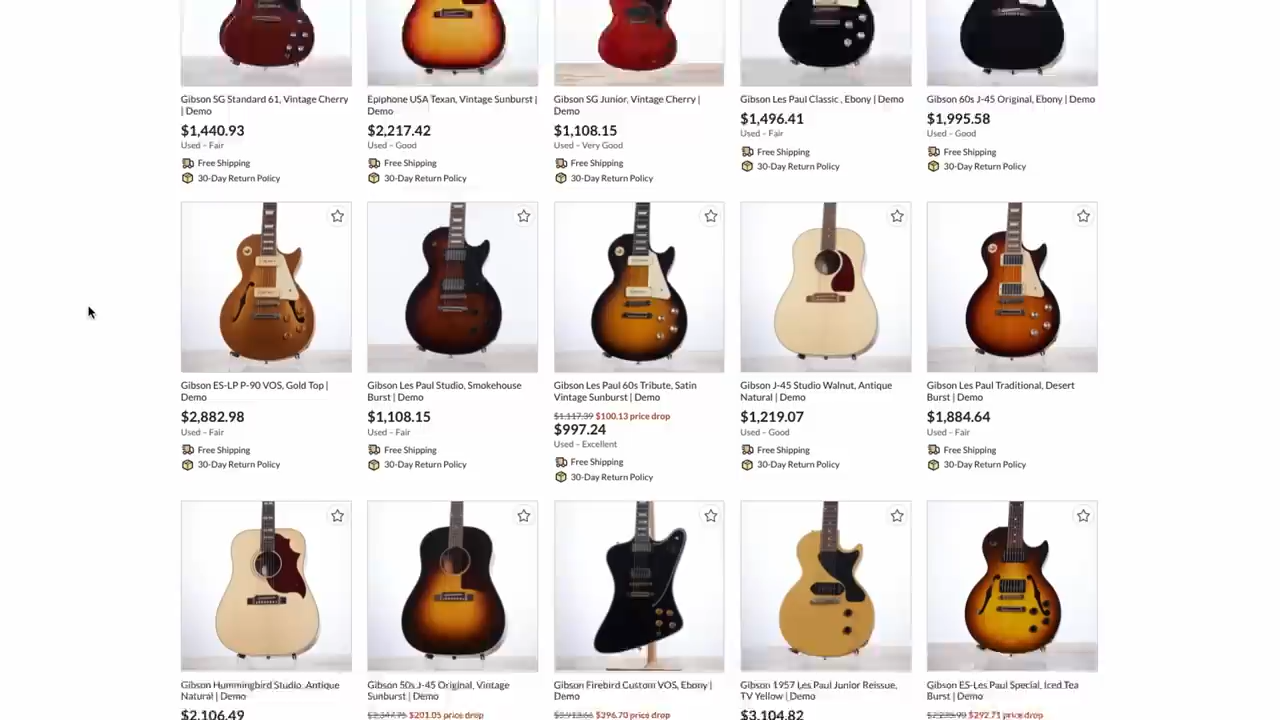 Gibson SG Standard 61, Vintage Cherry
| Demo
$1,440.93
Used – Fair
Free Shipping
30-Day Return Policy
Epiphone USA Texan, Vintage Sunburst |
Demo
$2,217.42
Used – Good
Free Shipping
30-Day Return Policy
Gibson SG Junior, Vintage Cherry |
Demo
$1,108.15
Used – Very Good
Free Shipping
30-Day Return Policy
Gibson Les Paul Classic , Ebony | Demo
$1,496.41
Used – Fair
Free Shipping
30-Day Return Policy
Gibson 60s J-45 Original, Ebony | Demo
$1,995.58
Used – Good
Free Shipping
30-Day Return Policy
Gibson ES-LP P-90 VOS, Gold Top |
Demo
$2,882.98
Used – Fair
Free Shipping
30-Day Return Policy
Gibson Les Paul Studio, Smokehouse
Burst | Demo
$1,108.15
Used – Fair
Free Shipping
30-Day Return Policy
Gibson Les Paul 60s Tribute, Satin
Vintage Sunburst | Demo
$1,117.39 $100.13 price drop
$997.24
Used – Excellent
Free Shipping
30-Day Return Policy
Gibson J-45 Studio Walnut, Antique
Natural | Demo
$1,219.07
Used – Good
Free Shipping
30-Day Return Policy
Gibson Les Paul Traditional, Desert
Burst | Demo
$1,884.64
Used – Fair
Free Shipping
30-Day Return Policy
Gibson Hummingbird Studio, Antique
Natural | Demo
$2,106.49
Gibson 50s J-45 Original, Vintage
Sunburst | Demo
$201.05 price drop
Gibson Firebird Custom VOS, Ebony |
Demo
$296.70 price drop
Gibson 1957 Les Paul Junior Reissue,
TV Yellow | Demo
$3,104.82
Gibson ES-Les Paul Special, Iced Tea
Burst | Demo
$292.71 price drop